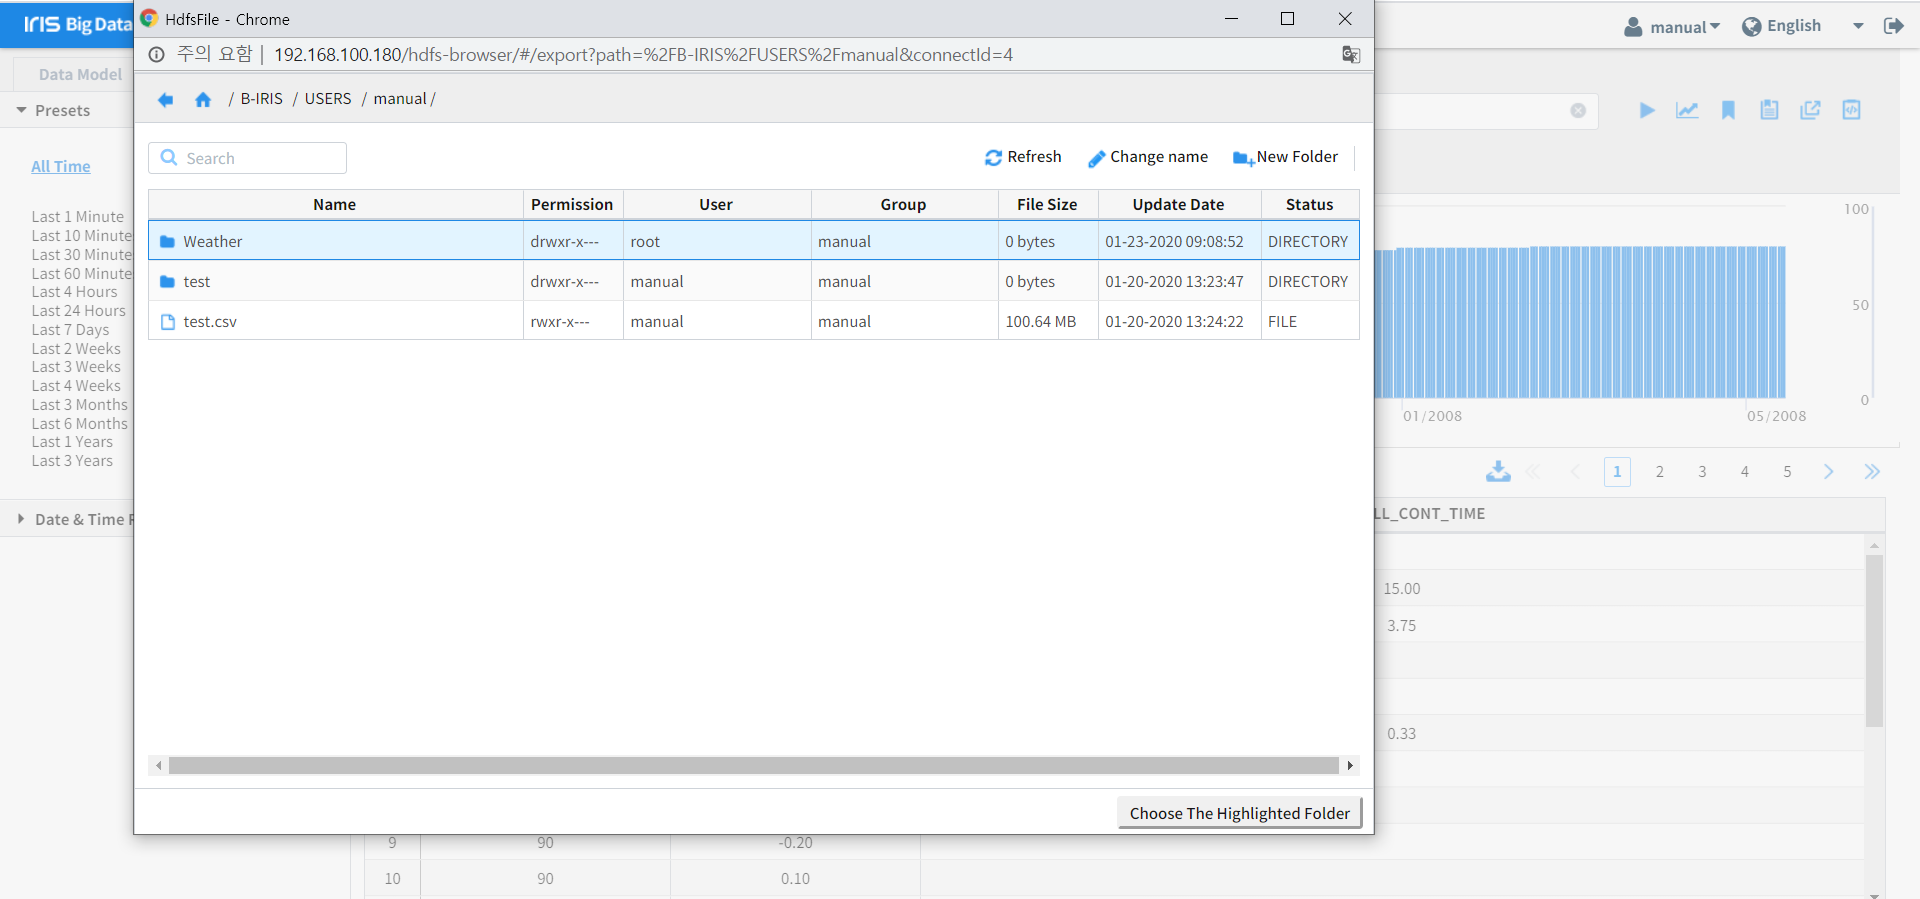 HdfsFile - Chrome
IRIS Big Data
manual
English
주의 요함 | 192.168.100.180/hdfs-browser/#/export?path=%2FB-IRIS%2FUSERS%2Fmanual&connectId=4
Data Model
/ B-IRIS / USERS / manual /
Presets
Search
Refresh
Change name
New Folder
All Time
Name Permission User Group File Size Update Date Status
Weather drwxr-x--- root manual 0 bytes 01-23-2020 09:08:52 DIRECTORY
test drwxr-x--- manual manual 0 bytes 01-20-2020 13:23:47 DIRECTORY
test.csv rwxr-x--- manual manual 100.64 MB 01-20-2020 13:24:22 FILE
Last 1 Minute
Last 10 Minute
Last 30 Minute
Last 60 Minute
Last 4 Hours
Last 24 Hours
Last 7 Days
Last 2 Weeks
Last 3 Weeks
Last 4 Weeks
Last 3 Months
Last 6 Months
Last 1 Years
Last 3 Years
Date & Time
100
50
0
01/2008 05/2008
1 2 3 4 5
LL_CONT_TIME
15.00
3.75
0.33
Choose The Highlighted Folder
9 90 -0.20
10 90 0.10